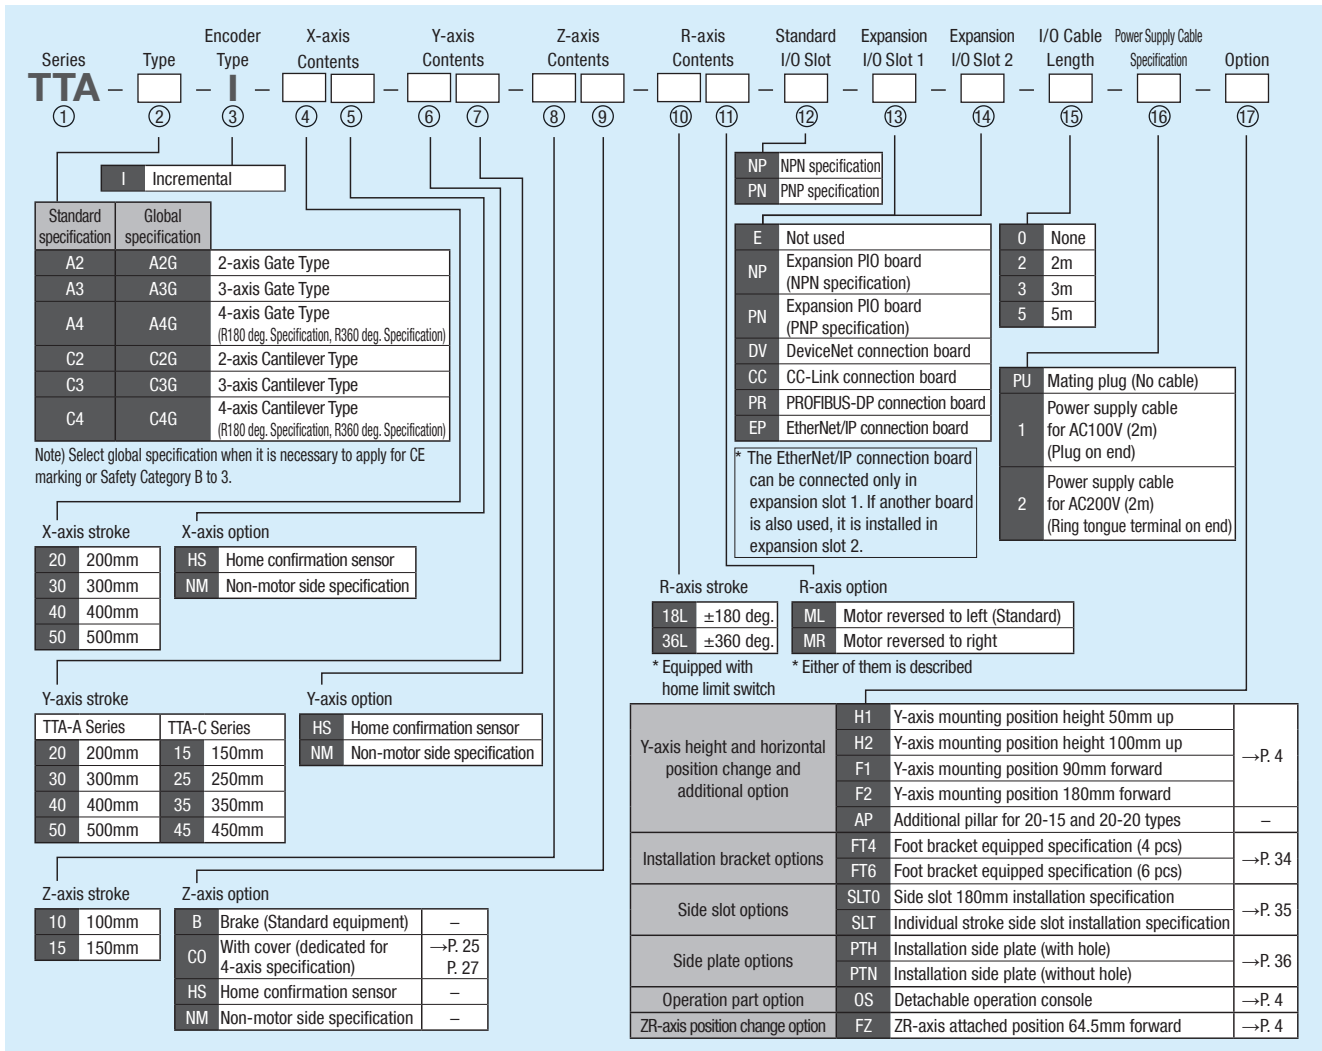 Series
Type
Encoder
Type
X-axis
Contents
Y-axis
Contents
Z-axis
Contents
R-axis
Contents
Standard
I/O Slot
Expansion
I/O Slot 1
Expansion
I/O Slot 2
I/O Cable
Length
Power Supply Cable
Specification
Option
TTA – – I – – – – – – – – – –
① ② ③ ④ ⑤ ⑥ ⑦ ⑧ ⑨ ⑩ ⑪ ⑫ ⑬ ⑭ ⑮ ⑯ ⑰
I Incremental
Standard
specification
Global
specification
A2 A2G 2-axis Gate Type
A3 A3G 3-axis Gate Type
A4 A4G 4-axis Gate Type
(R180 deg. Specification, R360 deg. Specification)
C2 C2G 2-axis Cantilever Type
C3 C3G 3-axis Cantilever Type
C4 C4G 4-axis Cantilever Type
(R180 deg. Specification, R360 deg. Specification)
Note) Select global specification when it is necessary to apply for CE
marking or Safety Category B to 3.
X-axis stroke
20 200mm
30 300mm
40 400mm
50 500mm
X-axis option
HS Home confirmation sensor
NM Non-motor side specification
Y-axis stroke
TTA-A Series TTA-C Series
20 200mm 15 150mm
30 300mm 25 250mm
40 400mm 35 350mm
50 500mm 45 450mm
Y-axis option
HS Home confirmation sensor
NM Non-motor side specification
Z-axis stroke
10 100mm
15 150mm
Z-axis option
B Brake (Standard equipment) –
CO With cover (dedicated for
4-axis specification) →P. 25
P. 27
HS Home confirmation sensor –
NM Non-motor side specification –
NP NPN specification
PN PNP specification
E Not used
NP Expansion PIO board
(NPN specification)
PN Expansion PIO board
(PNP specification)
DV DeviceNet connection board
CC CC-Link connection board
PR PROFIBUS-DP connection board
EP EtherNet/IP connection board
* The EtherNet/IP connection board
can be connected only in
expansion slot 1. If another board
is also used, it is installed in
expansion slot 2.
0 None
2 2m
3 3m
5 5m
PU Mating plug (No cable)
1 Power supply cable
for AC100V (2m)
(Plug on end)
2 Power supply cable
for AC200V (2m)
(Ring tongue terminal on end)
R-axis stroke
18L ±180 deg.
36L ±360 deg.
* Equipped with
home limit switch
R-axis option
ML Motor reversed to left (Standard)
MR Motor reversed to right
* Either of them is described
Y-axis height and horizontal
position change and
additional option
H1 Y-axis mounting position height 50mm up
H2 Y-axis mounting position height 100mm up
F1 Y-axis mounting position 90mm forward
F2 Y-axis mounting position 180mm forward
→P. 4
AP Additional pillar for 20-15 and 20-20 types –
Installation bracket options
FT4 Foot bracket equipped specification (4 pcs)
FT6 Foot bracket equipped specification (6 pcs)
→P. 34
Side slot options
SLT0 Side slot 180mm installation specification
SLT Individual stroke side slot installation specification
→P. 35
Side plate options
PTH Installation side plate (with hole)
PTN Installation side plate (without hole)
→P. 36
Operation part option OS Detachable operation console →P. 4
ZR-axis position change option FZ ZR-axis attached position 64.5mm forward →P. 4